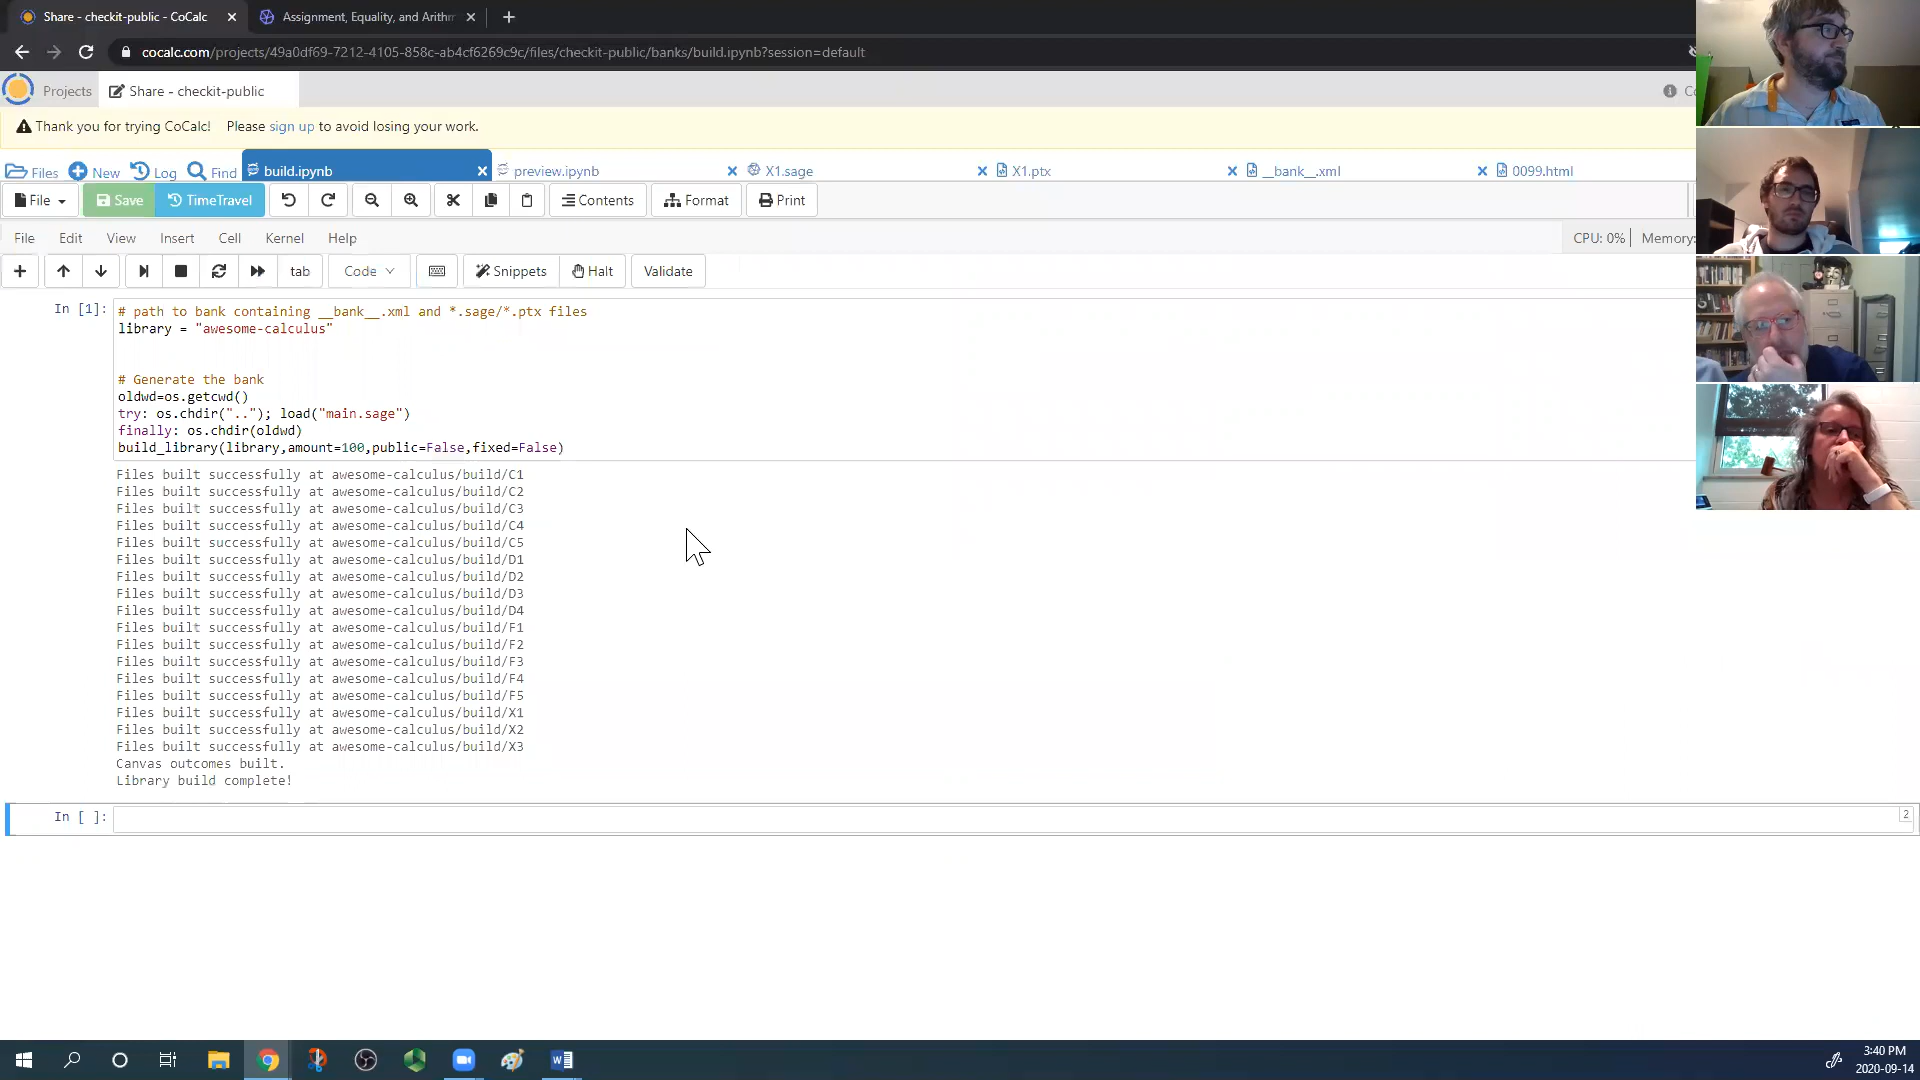 Share - checkit-public - CoCalc
Assignment, Equality, and Arithm
cocalc.com/projects/49a0df69-7212-4105-858c-ab4cf6269c9c/files/checkit-public/banks/build.ipynb?session=default
Projects
Share - checkit-public
Co
Thank you for trying CoCalc! Please sign up to avoid losing your work.
Files New Log Find build.ipynb preview.ipynb X1.sage X1.ptx __bank__.xml 0099.html
File Save TimeTravel Contents Format Print
File Edit View Insert Cell Kernel Help CPU: 0% Memory:
tab Code Snippets Halt Validate
In [1]: # path to bank containing __bank__.xml and *.sage/*.ptx files
library = "awesome-calculus"
# Generate the bank
oldwd=os.getcwd()
try: os.chdir(".."); load("main.sage")
finally: os.chdir(oldwd)
build_library(library,amount=100,public=False,fixed=False)
Files built successfully at awesome-calculus/build/C1
Files built successfully at awesome-calculus/build/C2
Files built successfully at awesome-calculus/build/C3
Files built successfully at awesome-calculus/build/C4
Files built successfully at awesome-calculus/build/C5
Files built successfully at awesome-calculus/build/D1
Files built successfully at awesome-calculus/build/D2
Files built successfully at awesome-calculus/build/D3
Files built successfully at awesome-calculus/build/D4
Files built successfully at awesome-calculus/build/F1
Files built successfully at awesome-calculus/build/F2
Files built successfully at awesome-calculus/build/F3
Files built successfully at awesome-calculus/build/F4
Files built successfully at awesome-calculus/build/F5
Files built successfully at awesome-calculus/build/X1
Files built successfully at awesome-calculus/build/X2
Files built successfully at awesome-calculus/build/X3
Canvas outcomes built.
Library build complete!
In [ ]:
2
3:40 PM
2020-09-14